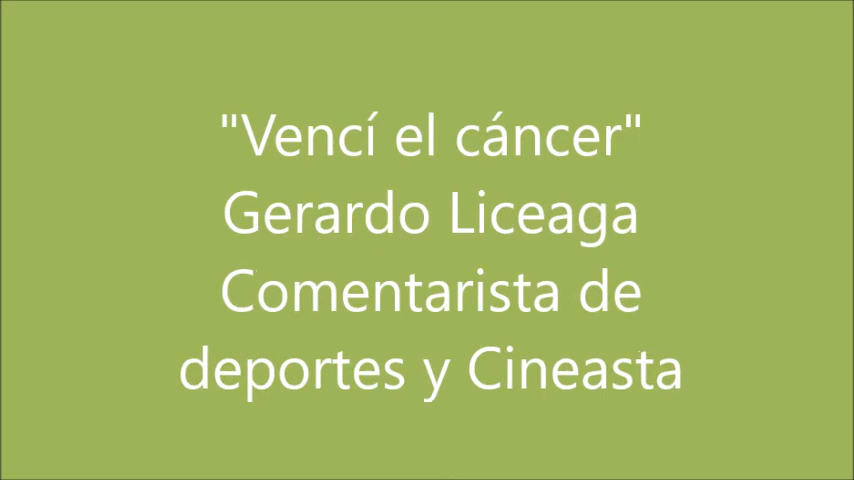 "Vencí el cáncer"
Gerardo Liceaga
Comentarista de
deportes y Cineasta